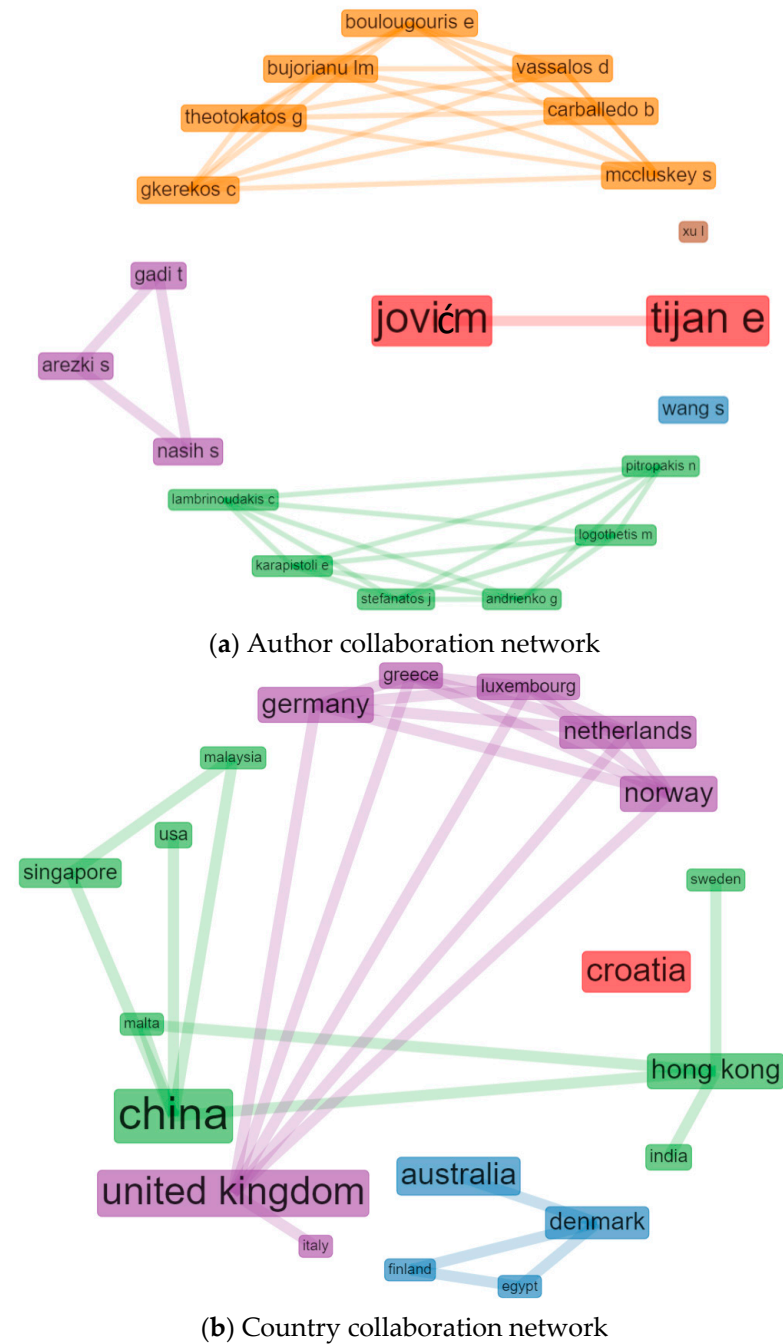 boulougouris e
bujorianu lm
vassalos d
theotokatos g
carballedo b
gkerekos c
mccluskey s
xu l
gadi t
jovićm
tijan e
arezki s
wang s
nasih s
pitropakis n
lambrinoudakis c
logothetis m
karapistoli e
stefanatos j
andrienko g
(a) Author collaboration network
greece
luxembourg
germany
netherlands
malaysia
norway
usa
singapore
sweden
croatia
malta
hong kong
china
india
australia
united kingdom
denmark
italy
finland
egypt
(b) Country collaboration network